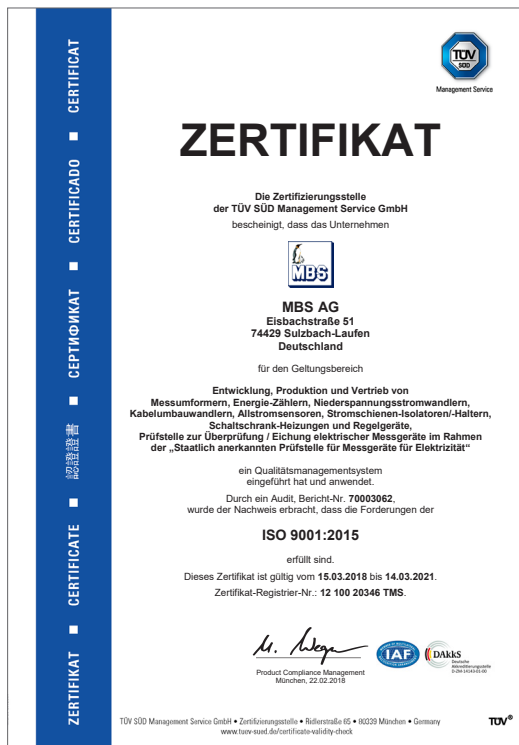 TÜV
SÜD
Management Service
ZERTIFIKAT ■ CERTIFICATE ■ 認證證書 ■ СЕРТИФИКАТ ■ CERTIFICADO ■ CERTIFICAT
ZERTIFIKAT
Die Zertifizierungsstelle
der TÜV SÜD Management Service GmbH
bescheinigt, dass das Unternehmen
MBS
MBS AG
Eisbachstraße 51
74429 Sulzbach-Laufen
Deutschland
für den Geltungsbereich
Entwicklung, Produktion und Vertrieb von
Messumformern, Energie-Zählern, Niederspannungsstromwandlern,
Kabelumbauwandlern, Allstromsensoren, Stromschienen-Isolatoren/-Haltern,
Schaltschrank-Heizungen und Regelgeräte,
Prüfstelle zur Überprüfung / Eichung elektrischer Messgeräte im Rahmen
der „Staatlich anerkannten Prüfstelle für Messgeräte für Elektrizität“
ein Qualitätsmanagementsystem
eingeführt hat und anwendet.
Durch ein Audit, Bericht-Nr. 70003062,
wurde der Nachweis erbracht, dass die Forderungen der
ISO 9001:2015
erfüllt sind.
Dieses Zertifikat ist gültig vom 15.03.2018 bis 14.03.2021.
Zertifikat-Registrier-Nr.: 12 100 20346 TMS.
Product Compliance Management
München, 22.02.2018
IAF
DAkkS
Deutsche
Akkreditierungsstelle
D-ZM-14143-01-00
TÜV SÜD Management Service GmbH • Zertifizierungsstelle • Ridlerstraße 65 • 80339 München • Germany
www.tuev-sued.de/certificate-validity-check
TÜV®